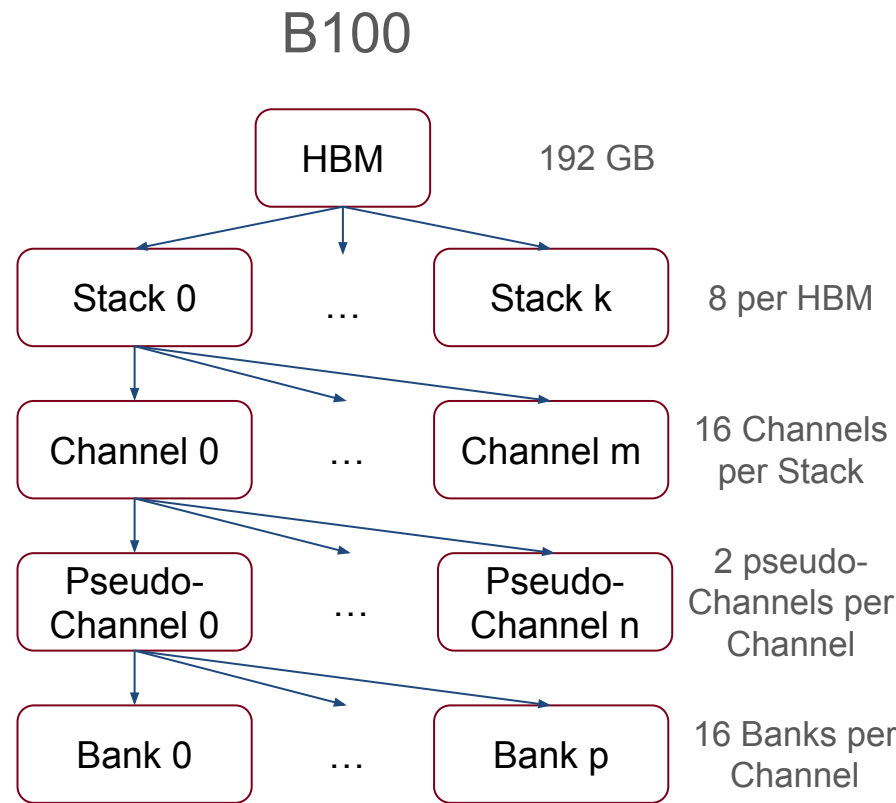 B100
HBM
192 GB
Stack 0
...
Stack k
8 per HBM
Channel 0
...
Channel m
16 Channels
per Stack
Pseudo-
Channel 0
...
Pseudo-
Channel n
2 pseudo-
Channels per
Channel
Bank 0
...
Bank p
16 Banks per
Channel